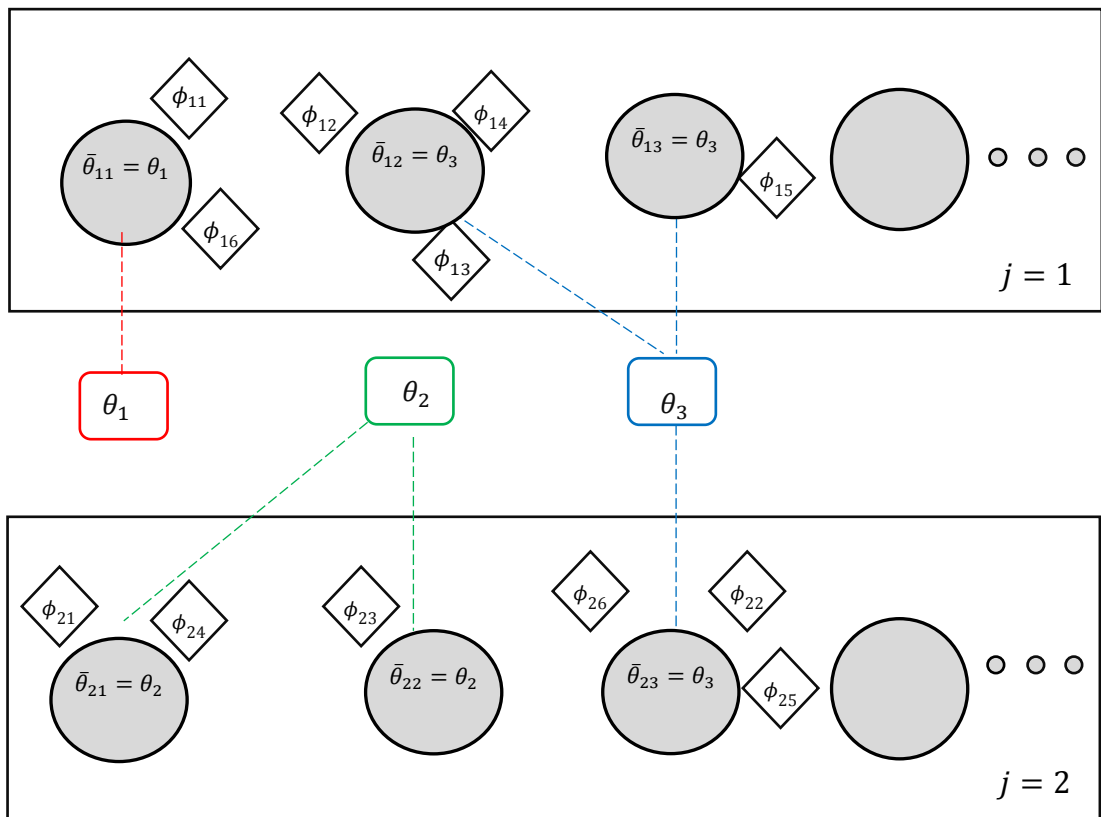 ϕ₁₁
ϕ₁₂
ϕ₁₄
θ̄₁₁ = θ₁
θ̄₁₂ = θ₃
θ̄₁₃ = θ₃
ϕ₁₅
ϕ₁₆
ϕ₁₃
j = 1
θ₁
θ₂
θ₃
ϕ₂₁
ϕ₂₄
ϕ₂₃
ϕ₂₆
ϕ₂₂
θ̄₂₁ = θ₂
θ̄₂₂ = θ₂
θ̄₂₃ = θ₃
ϕ₂₅
j = 2